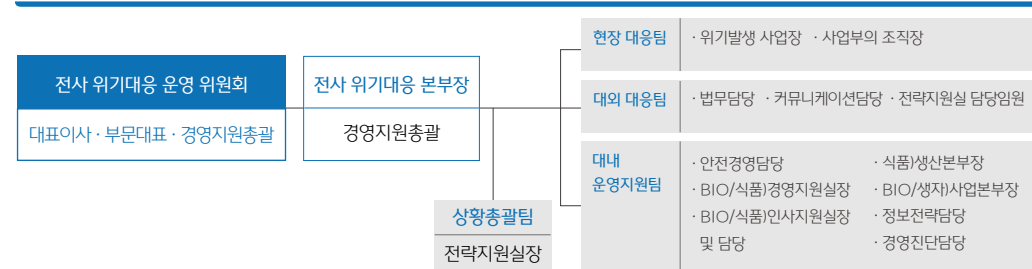 전사 위기대응 운영 위원회
대표이사 · 부문대표 · 경영지원총괄
전사 위기대응 본부장
경영지원총괄
상황총괄팀
전략지원실장
현장 대응팀
· 위기발생 사업장 · 사업부의 조직장
대외 대응팀
· 법무담당 · 커뮤니케이션담당 · 전략지원실 담당임원
대내
운영지원팀
· 안전경영담당
· BIO/식품)경영지원실장
· BIO/식품)인사지원실장
및 담당
· 식품)생산본부장
· BIO/생자)사업본부장
· 정보전략담당
· 경영진단담당